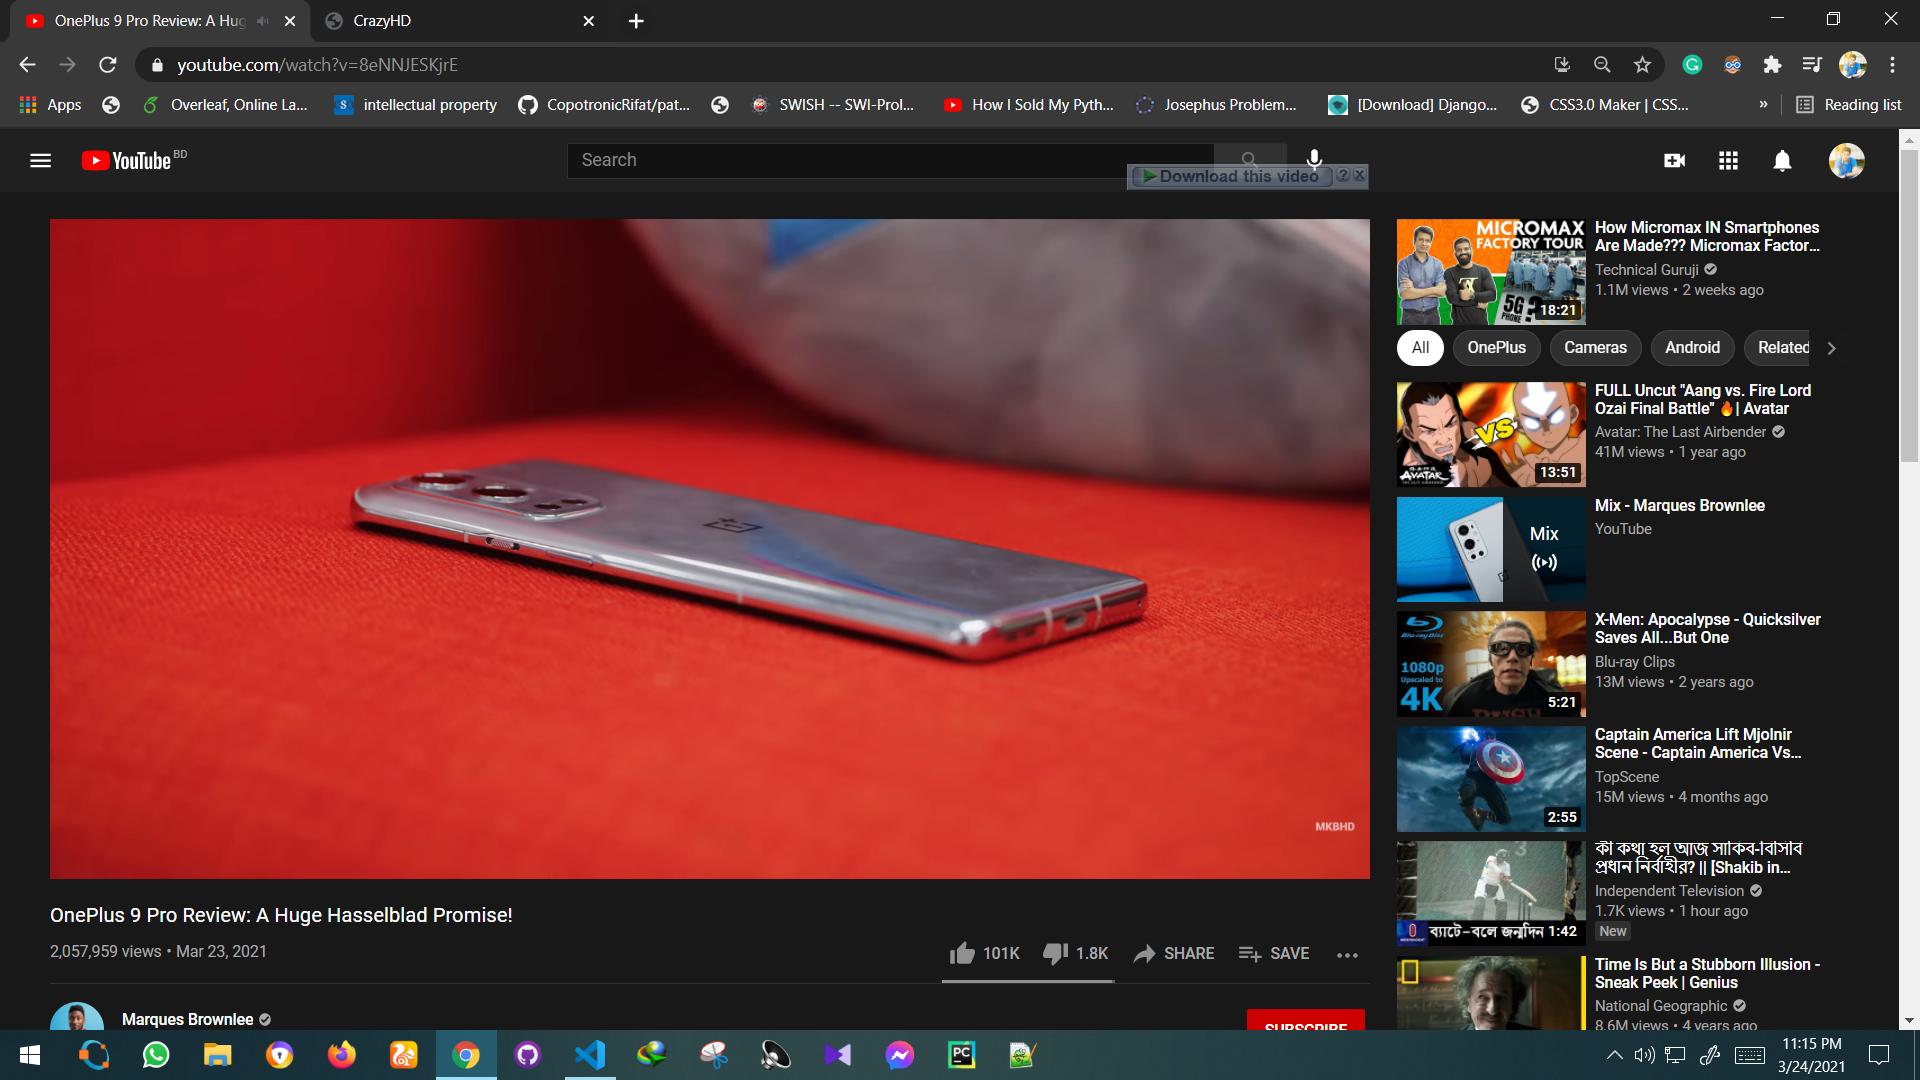 OnePlus 9 Pro Review: A Hug
CrazyHD
youtube.com/watch?v=8eNNJESKjrE
Apps
Overleaf, Online La...
intellectual property
CopotronicRifat/pat...
SWISH -- SWI-Prol...
How I Sold My Pyth...
Josephus Problem...
[Download] Django...
CSS3.0 Maker | CSS...
»
Reading list
YouTube BD
Search
Download this video
MICROMAX
FACTORY TOUR
5G
PHONE ?
18:21
How Micromax IN Smartphones
Are Made??? Micromax Factor...
Technical Guruji
1.1M views • 2 weeks ago
All
OnePlus
Cameras
Android
Related
VS
AVATAR
13:51
FULL Uncut "Aang vs. Fire Lord
Ozai Final Battle" 🔥| Avatar
Avatar: The Last Airbender
41M views • 1 year ago
Mix
Mix - Marques Brownlee
YouTube
Blu-ray Disc
1080p
Upscaled to
4K
RUSH
5:21
X-Men: Apocalypse - Quicksilver
Saves All...But One
Blu-ray Clips
13M views • 2 years ago
2:55
Captain America Lift Mjolnir
Scene - Captain America Vs...
TopScene
15M views • 4 months ago
ব্যাটে-বলে জন্মদিন 1:42
কী কথা হল আজ সাকিব-বিসিবি
প্রধান নির্বাহীর? || [Shakib in...
Independent Television
1.7K views • 1 hour ago
New
Time Is But a Stubborn Illusion -
Sneak Peek | Genius
National Geographic
8.6M views • 4 years ago
MKBHD
OnePlus 9 Pro Review: A Huge Hasselblad Promise!
2,057,959 views • Mar 23, 2021
101K
1.8K
SHARE
SAVE
Marques Brownlee
SUBSCRIBE
PC
11:15 PM
3/24/2021